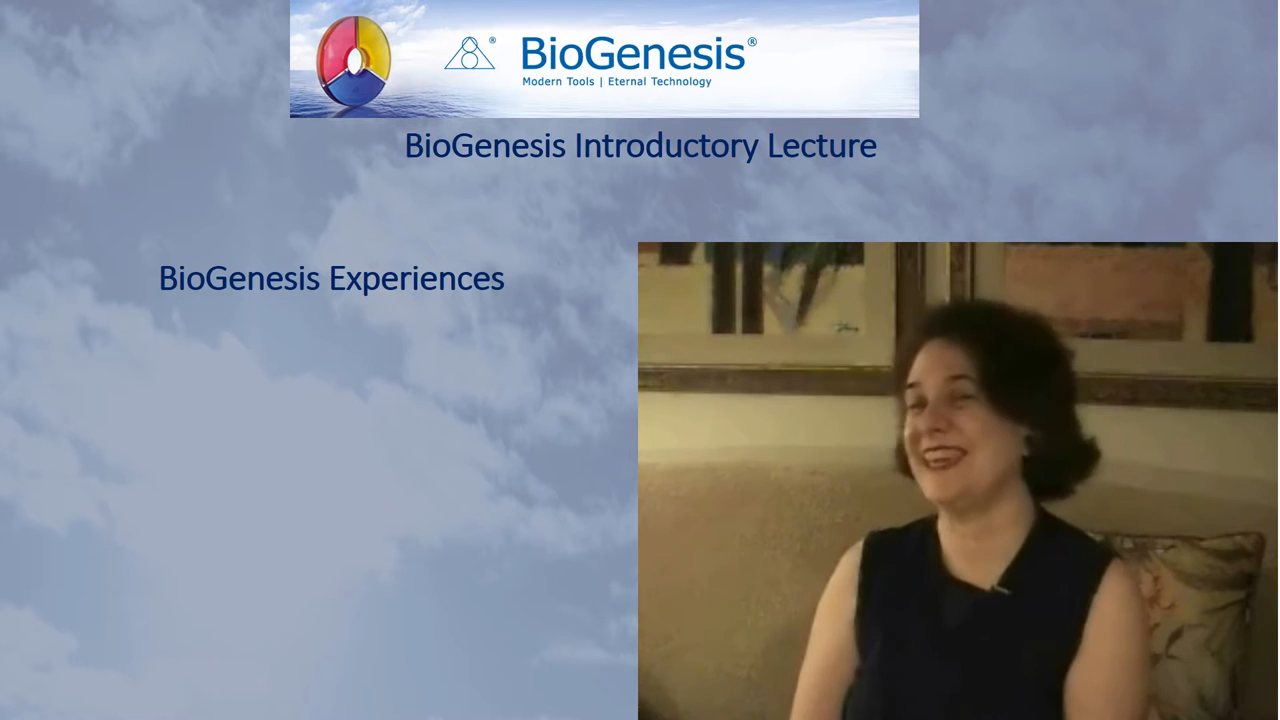 BioGenesis®
Modern Tools | Eternal Technology
BioGenesis Introductory Lecture
BioGenesis Experiences